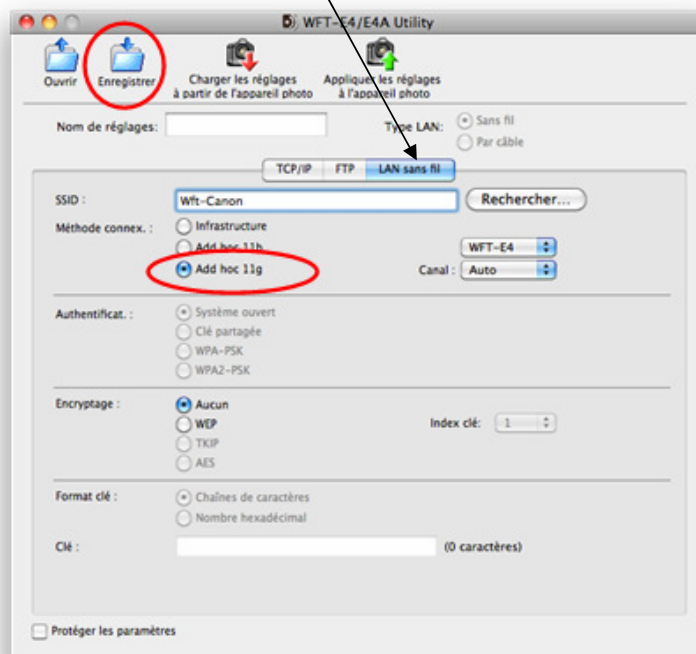 WFT-E4/E4A Utility
Ouvrir
Enregistrer
Charger les réglages
à partir de l'appareil photo
Appliquer les réglages
à l'appareil photo
Nom de réglages:
Type LAN:
Sans fil
Par câble
TCP/IP FTP LAN sans fil
SSID :
Wft-Canon
Rechercher...
Méthode connex. :
Infrastructure
Add hoc 11b
WFT-E4
Add hoc 11g
Canal :
Auto
Authentificat. :
Système ouvert
Clé partagée
WPA-PSK
WPA2-PSK
Encryptage :
Aucun
WEP
Index clé:
1
TKIP
AES
Format clé :
Chaînes de caractères
Nombre hexadécimal
Clé :
(0 caractères)
Protéger les paramètres